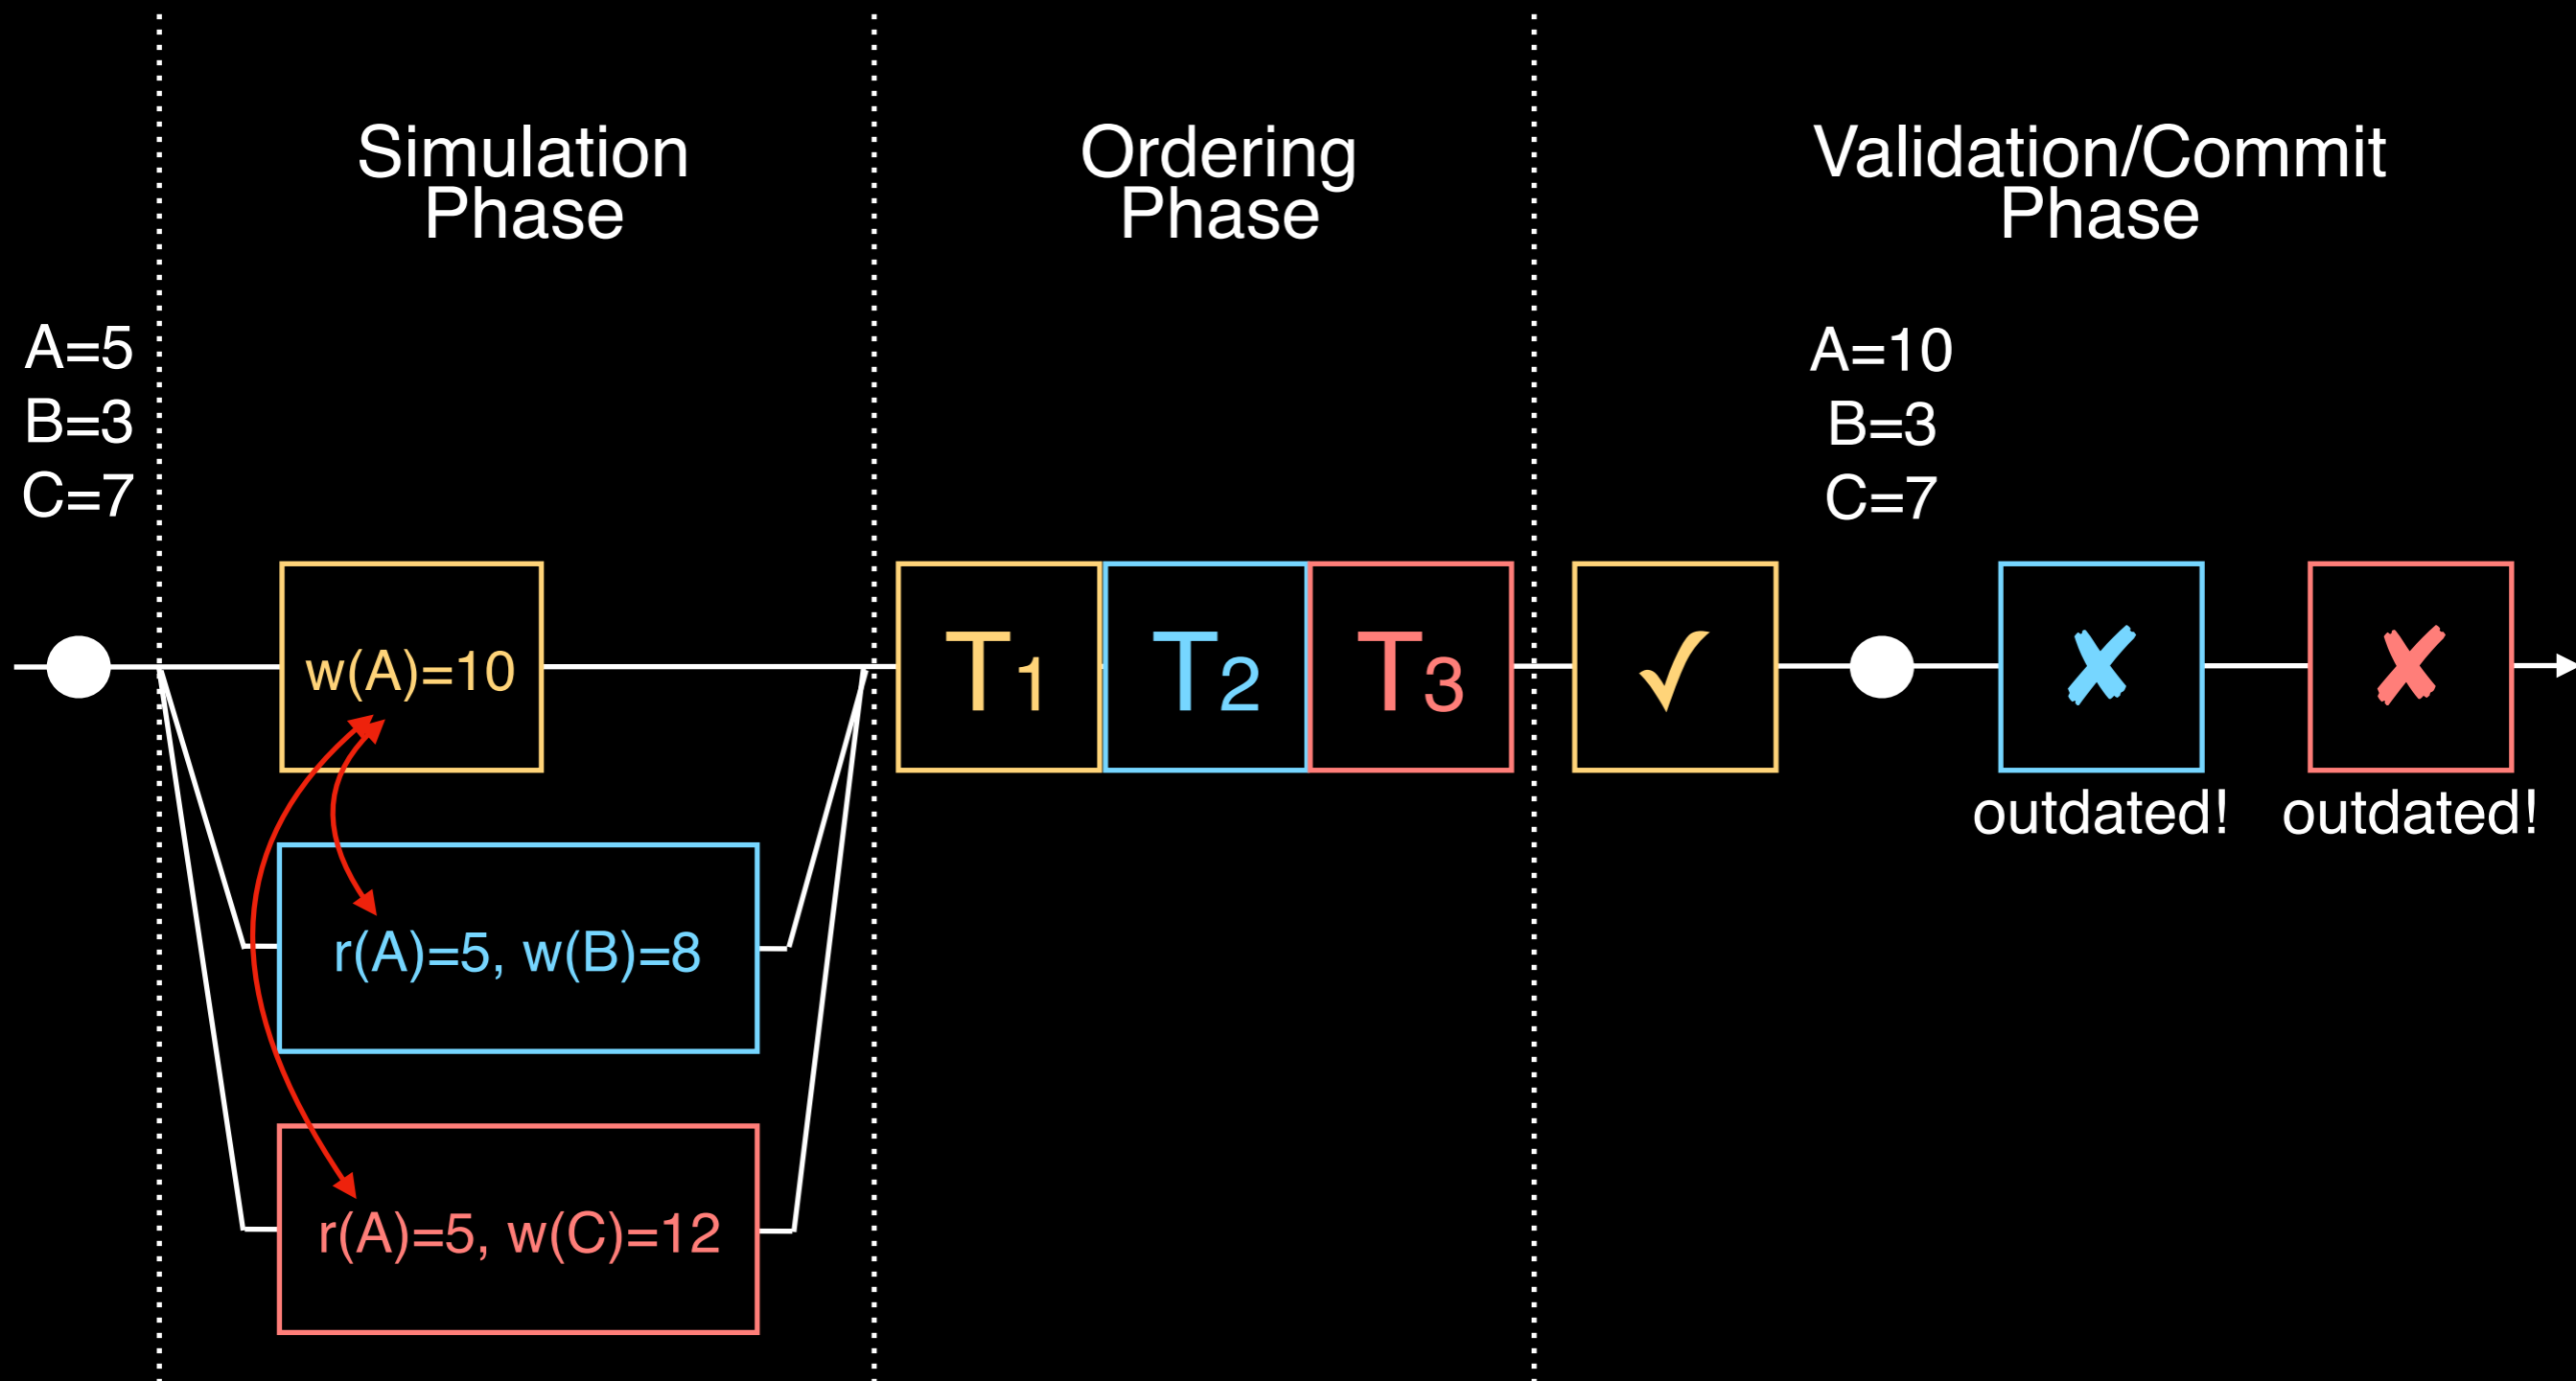 Simulation
Phase
Ordering
Phase
Validation/Commit
Phase
A=5
B=3
C=7
A=10
B=3
C=7
w(A)=10
r(A)=5, w(B)=8
r(A)=5, w(C)=12
T1
T2
T3
✓
✘
✘
outdated!
outdated!